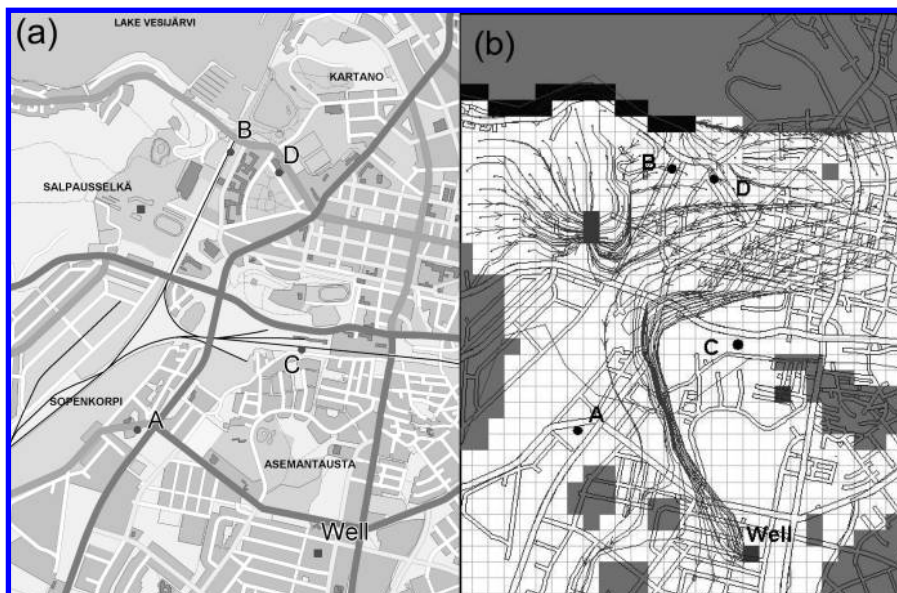 (a)
LAKE VESIJÄRVI
KARTANO
B
D
SALPAUSSELKÄ
C
SOPENKORPI
A
ASEMANTAUSTA
Well
(b)
B
D
C
A
Well